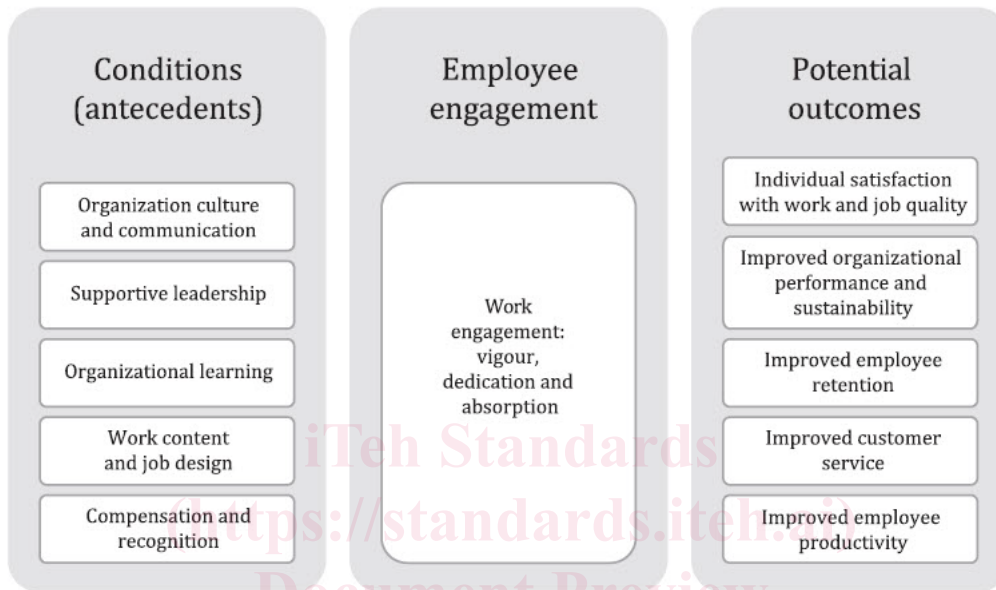 Conditions
(antecedents)
Organization culture
and communication
Supportive leadership
Organizational learning
Work content
and job design
Compensation and
recognition
Employee
engagement
Work
engagement:
vigour,
dedication and
absorption
Potential
outcomes
Individual satisfaction
with work and job quality
Improved organizational
performance and
sustainability
Improved employee
retention
Improved customer
service
Improved employee
productivity
iTeh Standards
(https://standards.iteh.ai)
Document Preview